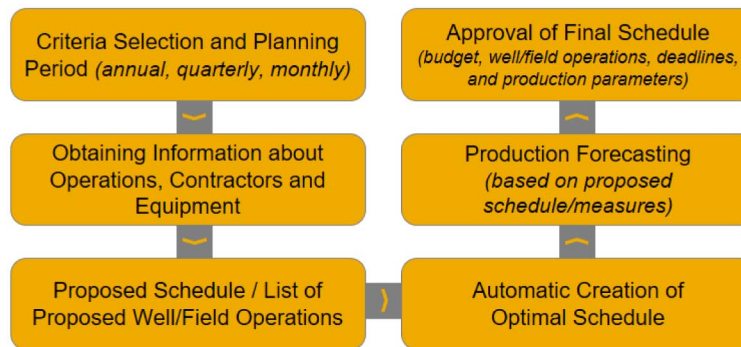 Criteria Selection and Planning
Period (annual, quarterly, monthly)
Obtaining Information about
Operations, Contractors and
Equipment
Proposed Schedule / List of
Proposed Well/Field Operations
Automatic Creation of
Optimal Schedule
Production Forecasting
(based on proposed
schedule/measures)
Approval of Final Schedule
(budget, well/field operations, deadlines,
and production parameters)